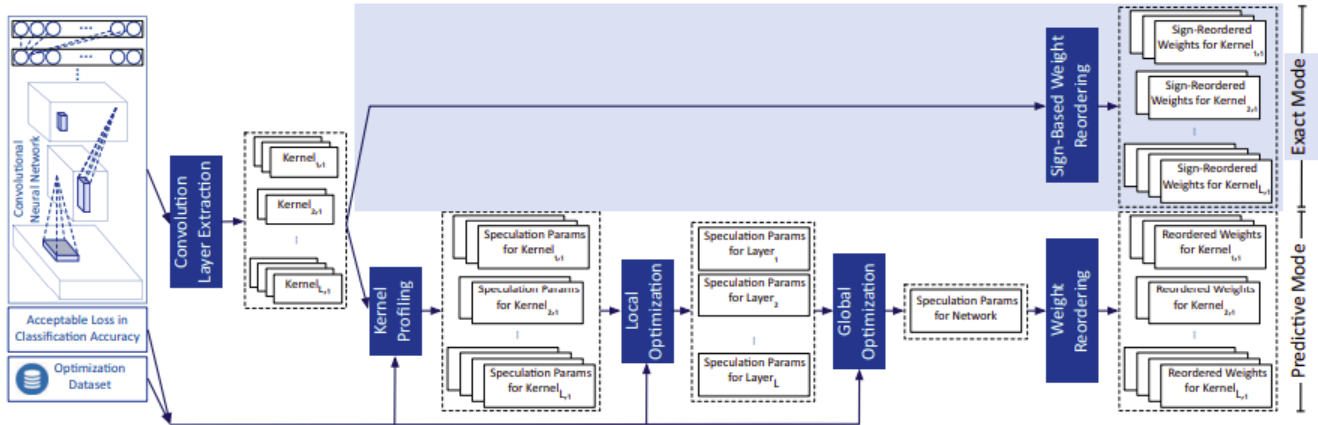 ...
...
Convolutional
Neural Network
Acceptable Loss in
Classification Accuracy
Optimization
Dataset
Convolution
Layer Extraction
Kernel1,1
Kernel2,1
...
KernelL,1
Kernel
Profiling
Speculation Params
for Kernel1,1
Speculation Params
for Kernel2,1
...
Speculation Params
for KernelL,1
Local
Optimization
Speculation Params
for Layer1
Speculation Params
for Layer2
...
Speculation Params
for LayerL
Global
Optimization
Speculation Params
for Network
Sign-Based Weight
Reordering
Sign-Reordered
Weights for Kernel1,1
Sign-Reordered
Weights for Kernel2,1
...
Sign-Reordered
Weights for KernelL,1
Exact Mode
Weight
Reordering
Reordered Weights
for Kernel1,1
Reordered Weights
for Kernel2,1
...
Reordered Weights
for KernelL,1
Predictive Mode